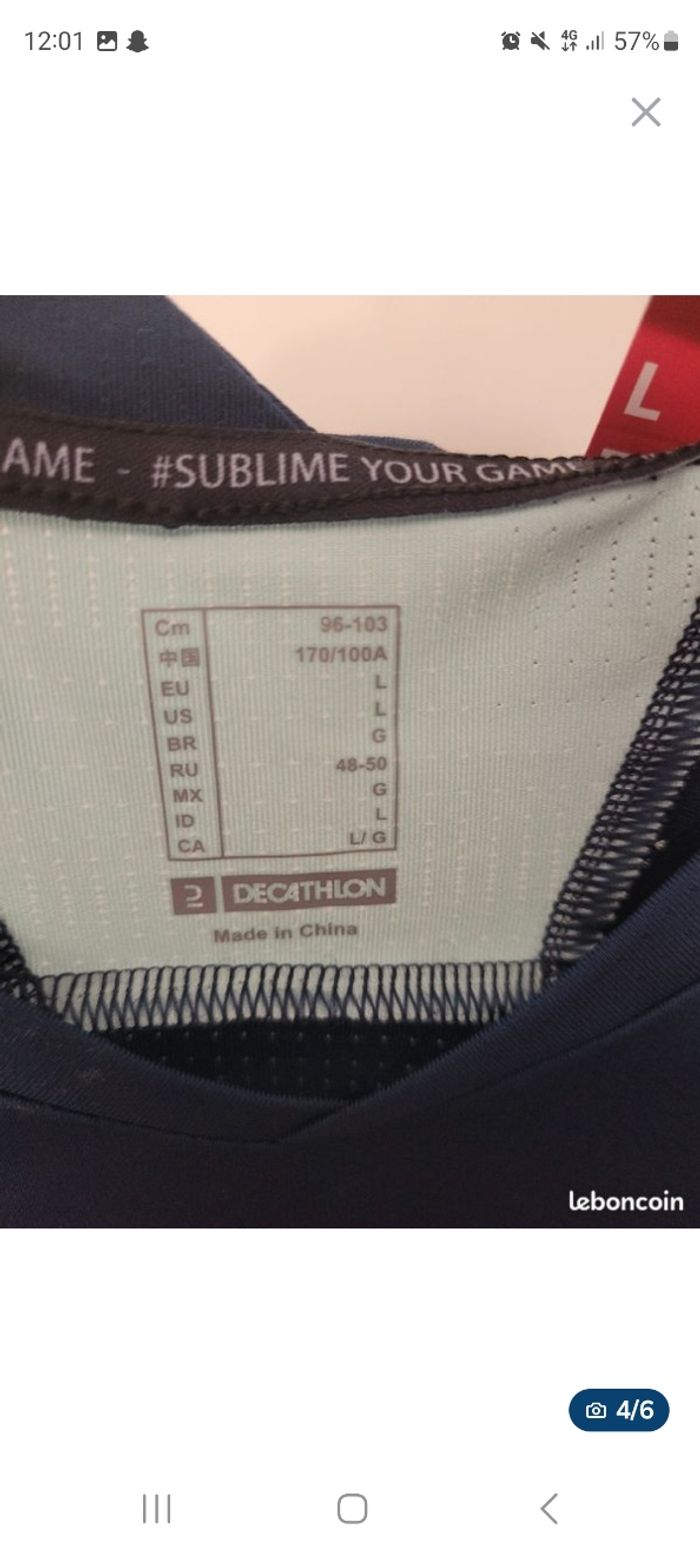 12:01
4G
57%
L
AME - #SUBLIME YOUR GAME
Cm 96-103
中国 170/100A
EU L
US L
BR G
RU 48-50
MX G
ID L
CA L/G
DECATHLON
Made in China
leboncoin
4/6